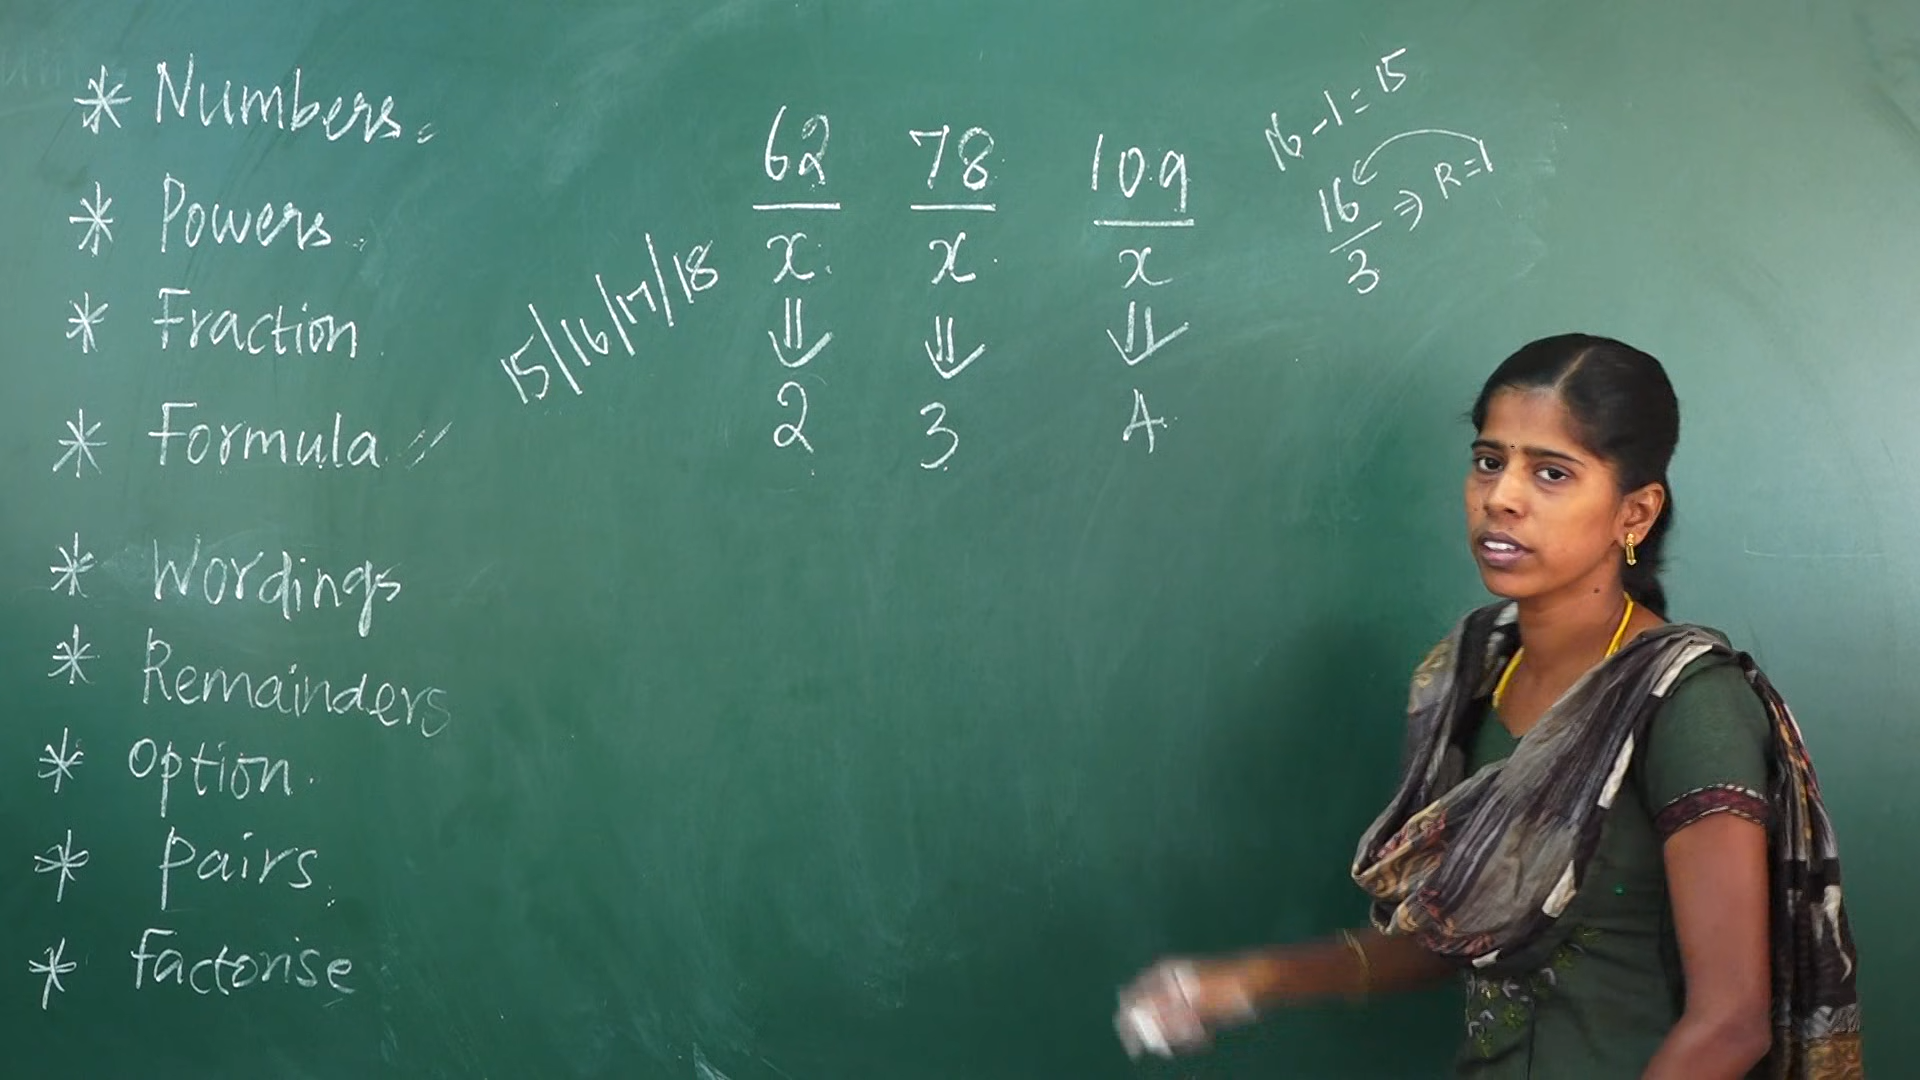 * Numbers
* Powers
* Fraction
* Formula
* Wordings
* Remainders
* Option
* Pairs
* Factorise
15/16/17/18
62 78 109
x x x
⇓ ⇓ ⇓
2 3 4
16-1=15
16/3 ⇒ R=1